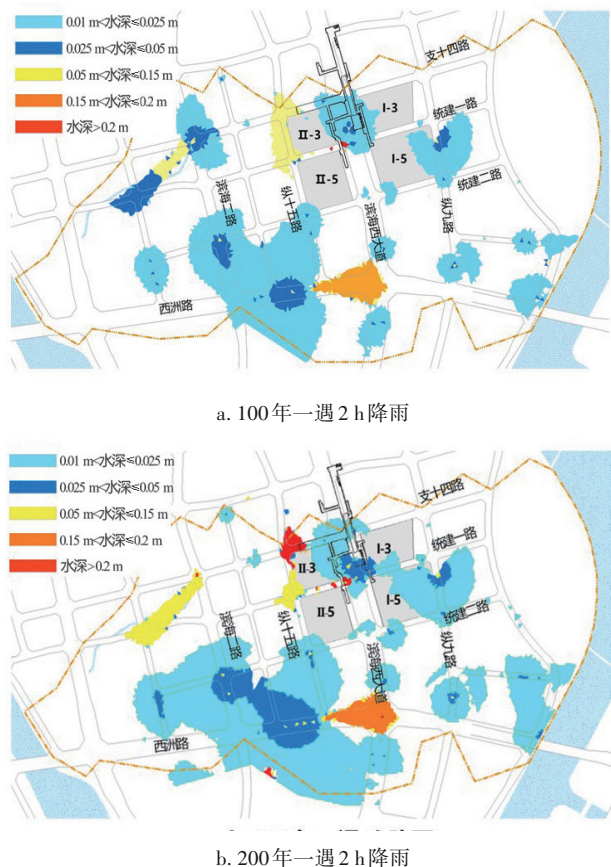 0.01 m<水深≤0.025 m
0.025 m<水深≤0.05 m
0.05 m<水深≤0.15 m
0.15 m<水深≤0.2 m
水深>0.2 m
支十四路
I-3
统建一路
II-3
I-5
II-5
统建二路
滨海二路
纵十五路
滨海西大道
纵九路
西洲路
a. 100年一遇2 h降雨
0.01 m<水深≤0.025 m
0.025 m<水深≤0.05 m
0.05 m<水深≤0.15 m
0.15 m<水深≤0.2 m
水深>0.2 m
支十四路
I-3
统建一路
II-3
I-5
II-5
统建二路
滨海二路
纵十五路
滨海西大道
纵九路
西洲路
b. 200年一遇2 h降雨